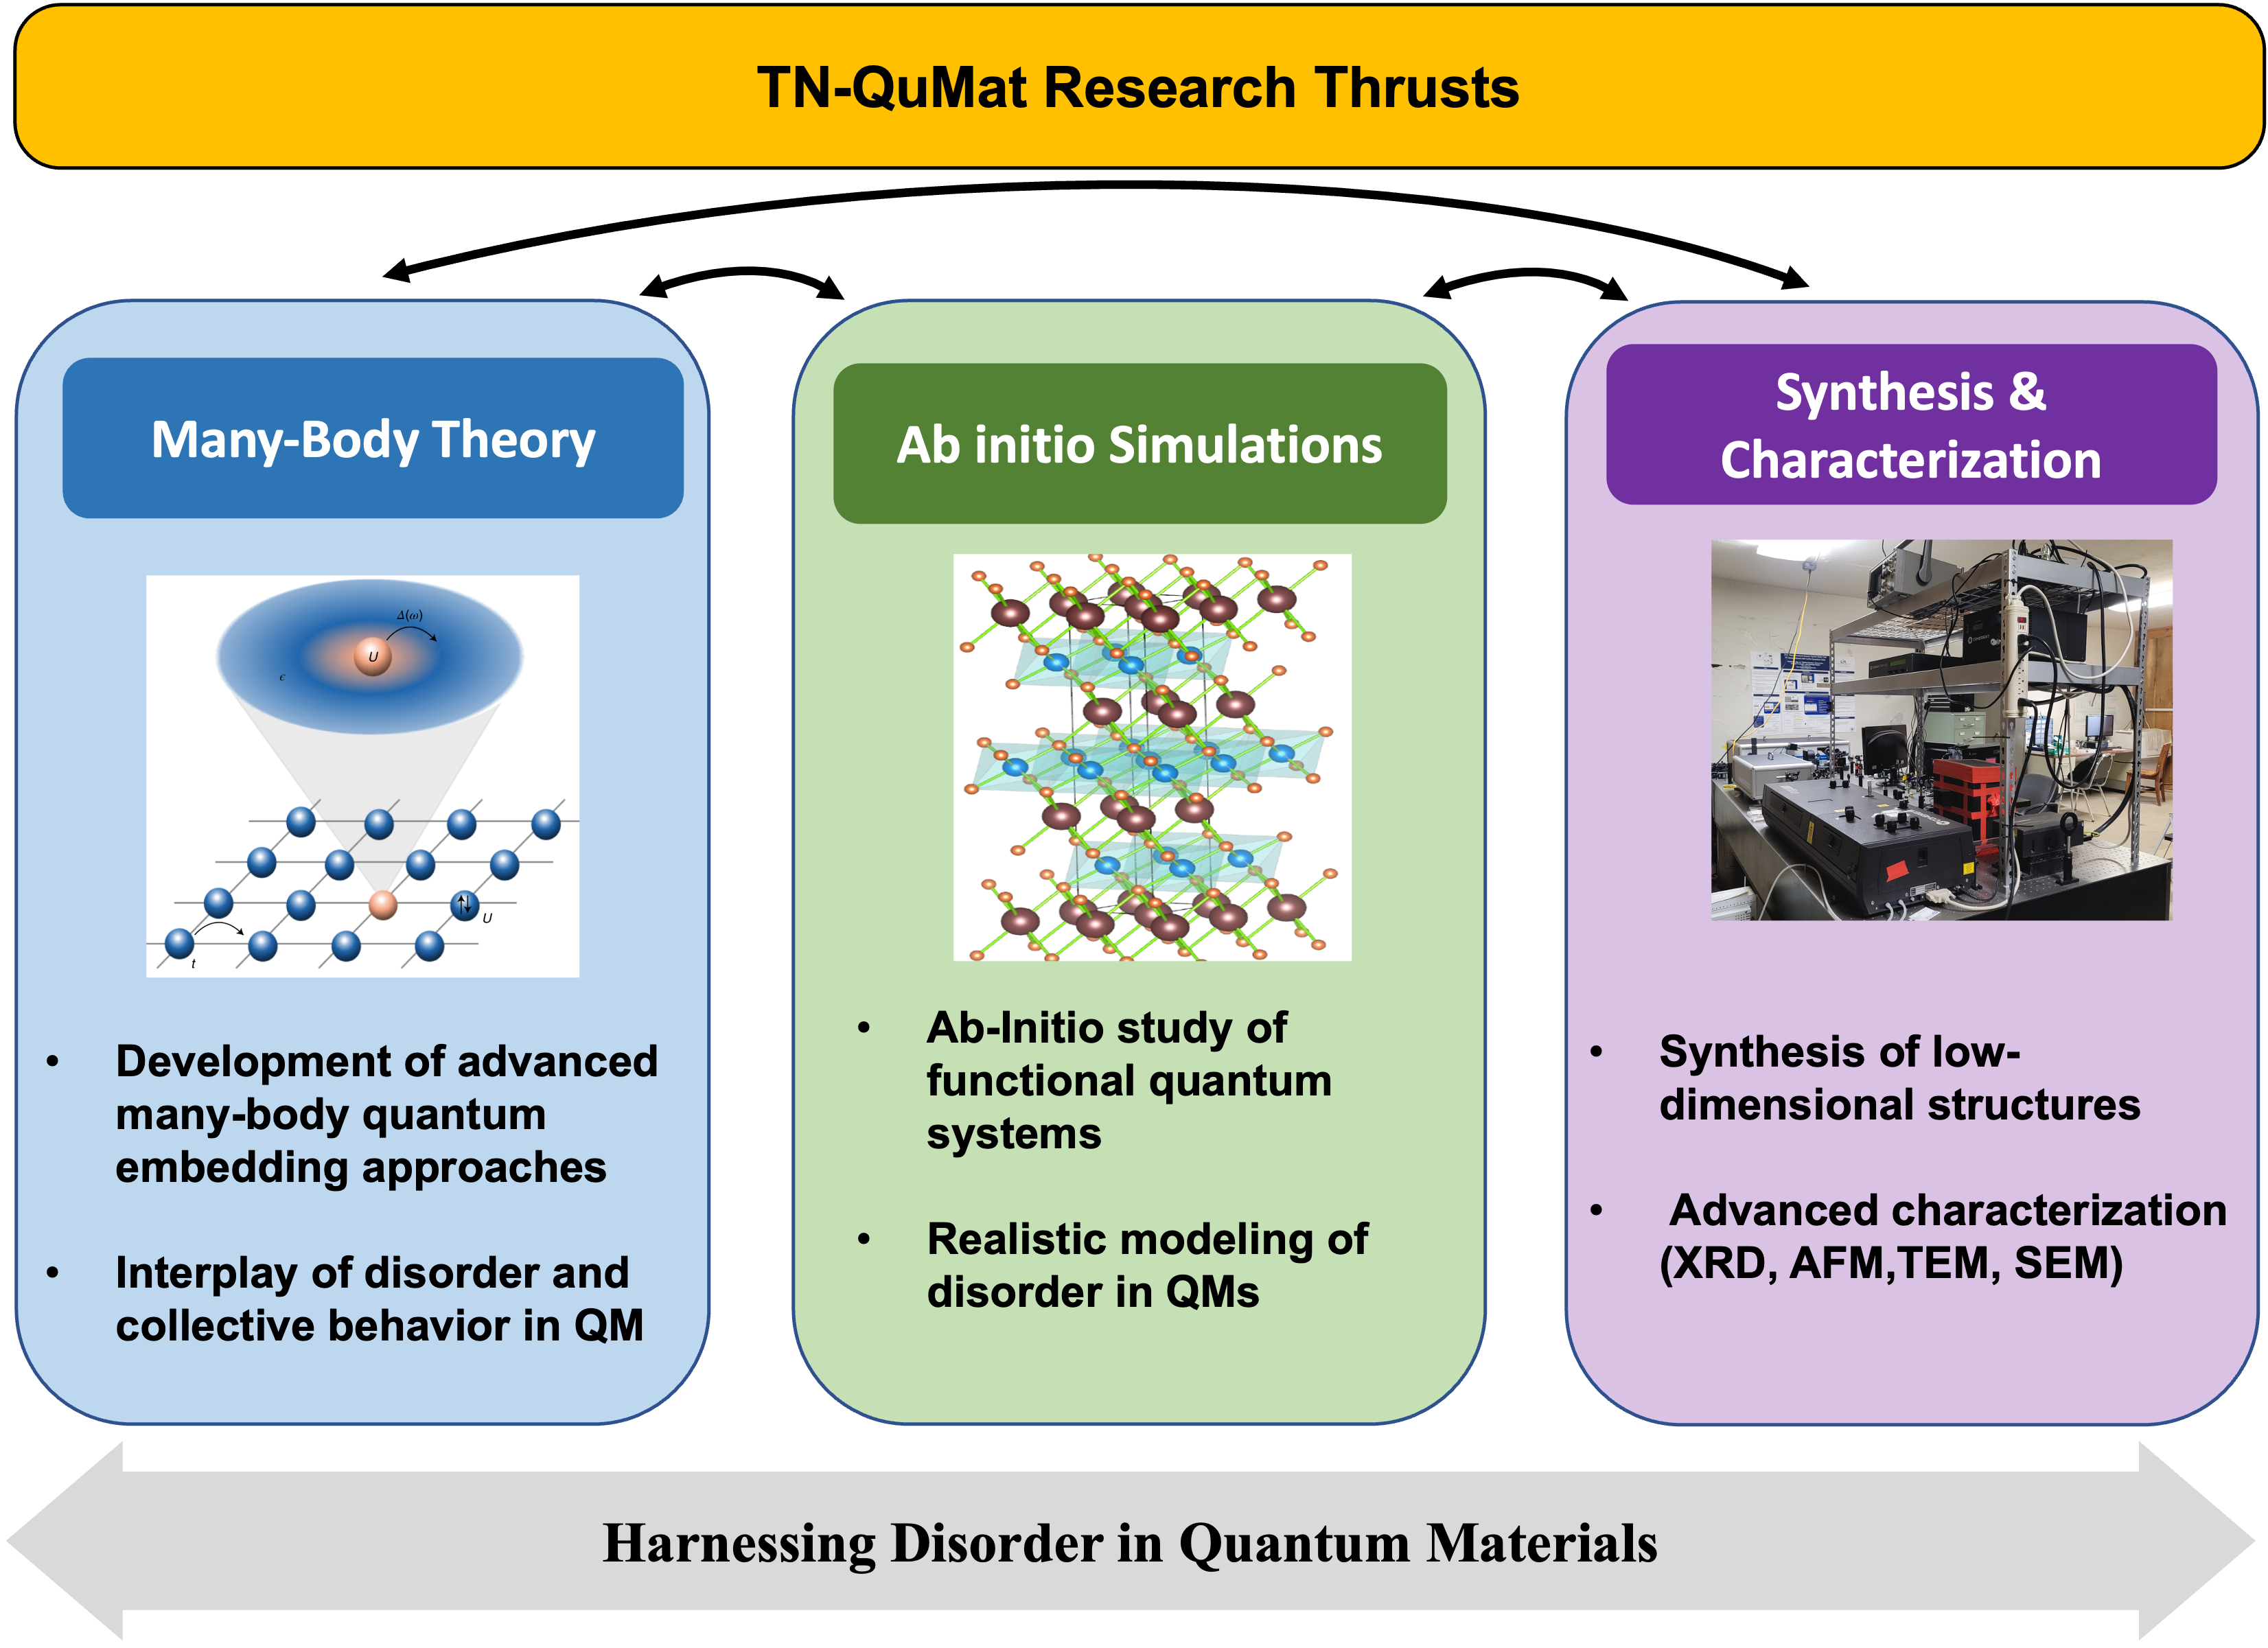 TN-QuMat Research Thrusts
Many-Body Theory
Δ(ω)
U
ϵ
U
t
• Development of advanced
many-body quantum
embedding approaches
• Interplay of disorder and
collective behavior in QM
Ab initio Simulations
• Ab-Initio study of
functional quantum
systems
• Realistic modeling of
disorder in QMs
Synthesis &
Characterization
• Synthesis of low-
dimensional structures
• Advanced characterization
(XRD, AFM,TEM, SEM)
Harnessing Disorder in Quantum Materials